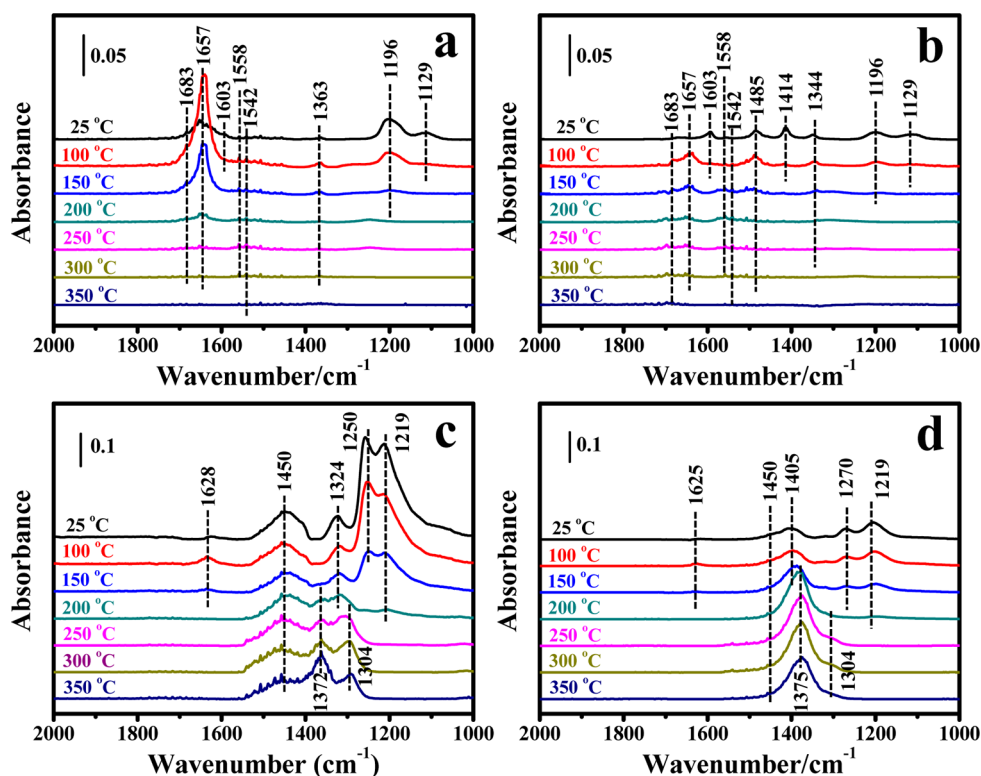 a
0.05
1683
1657
1603
1558
1542
1363
1196
1129
25 °C
100 °C
150 °C
200 °C
250 °C
300 °C
350 °C
Absorbance
2000 1800 1600 1400 1200 1000
Wavenumber/cm-1
b
0.05
1683
1657
1603
1558
1542
1485
1414
1344
1196
1129
25 °C
100 °C
150 °C
200 °C
250 °C
300 °C
350 °C
Absorbance
2000 1800 1600 1400 1200 1000
Wavenumber/cm-1
c
0.1
1628
1450
1324
1250
1219
25 °C
100 °C
150 °C
200 °C
250 °C
300 °C
350 °C
1372
1304
Absorbance
2000 1800 1600 1400 1200 1000
Wavenumber (cm-1)
d
0.1
1625
1450
1405
1270
1219
25 °C
100 °C
150 °C
200 °C
250 °C
300 °C
350 °C
1375
1304
Absorbance
2000 1800 1600 1400 1200 1000
Wavenumber/cm-1